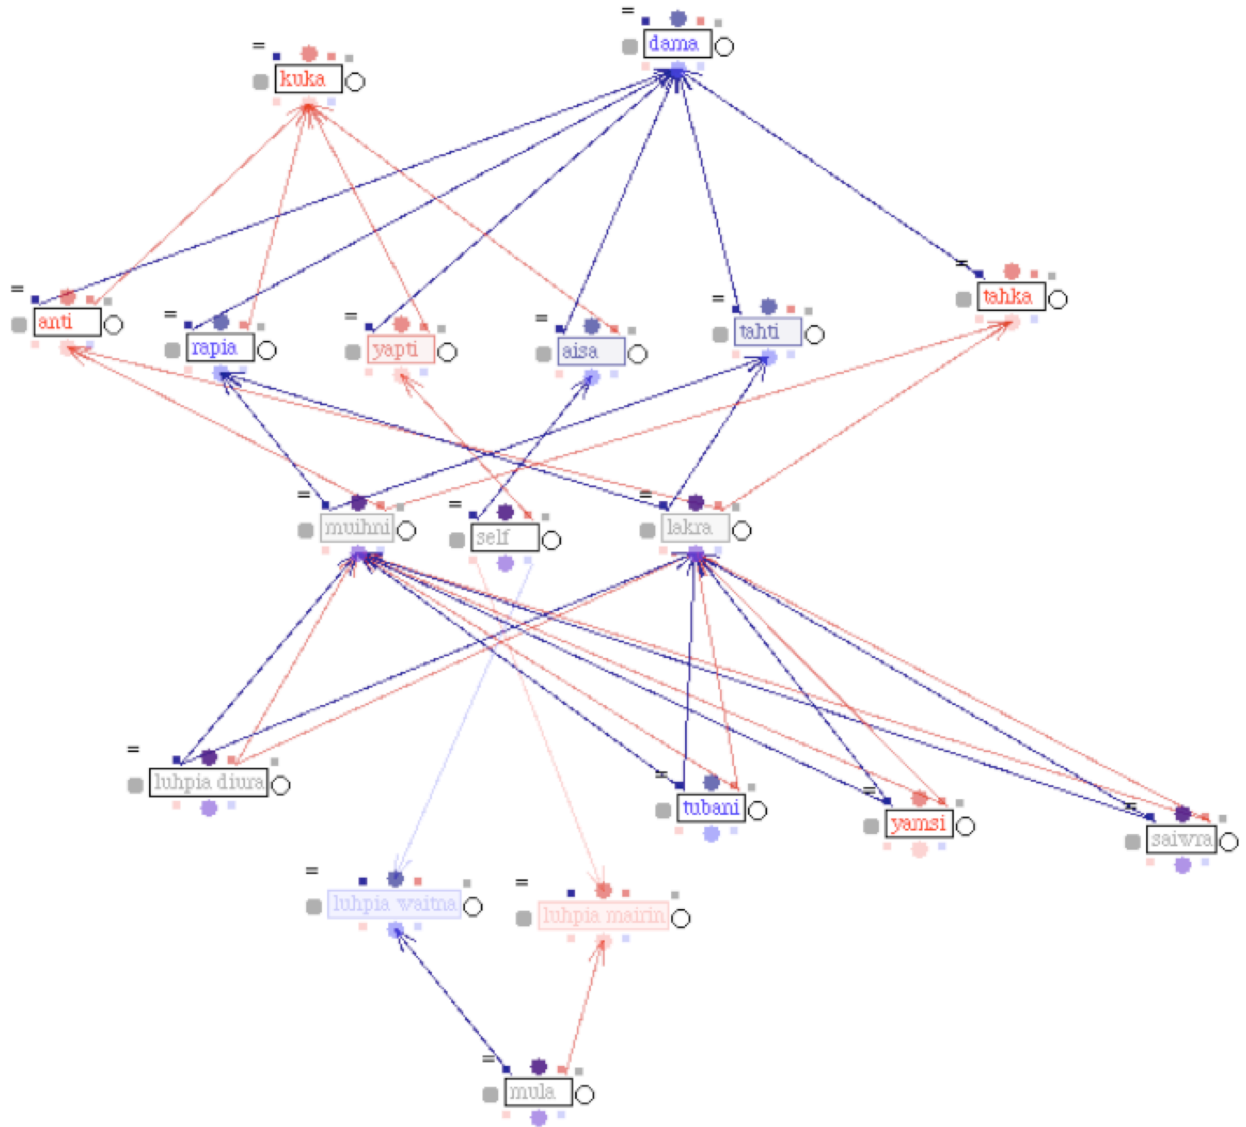 =
dama
=
kuka
=
tahka
=
anti
=
rapia
=
yapti
=
aisa
=
tahti
=
muihni
=
self
=
lakra
=
luhpia diura
=
tubani
=
yamsi
=
saiwra
=
luhpia waitna
=
luhpia mairin
=
mula